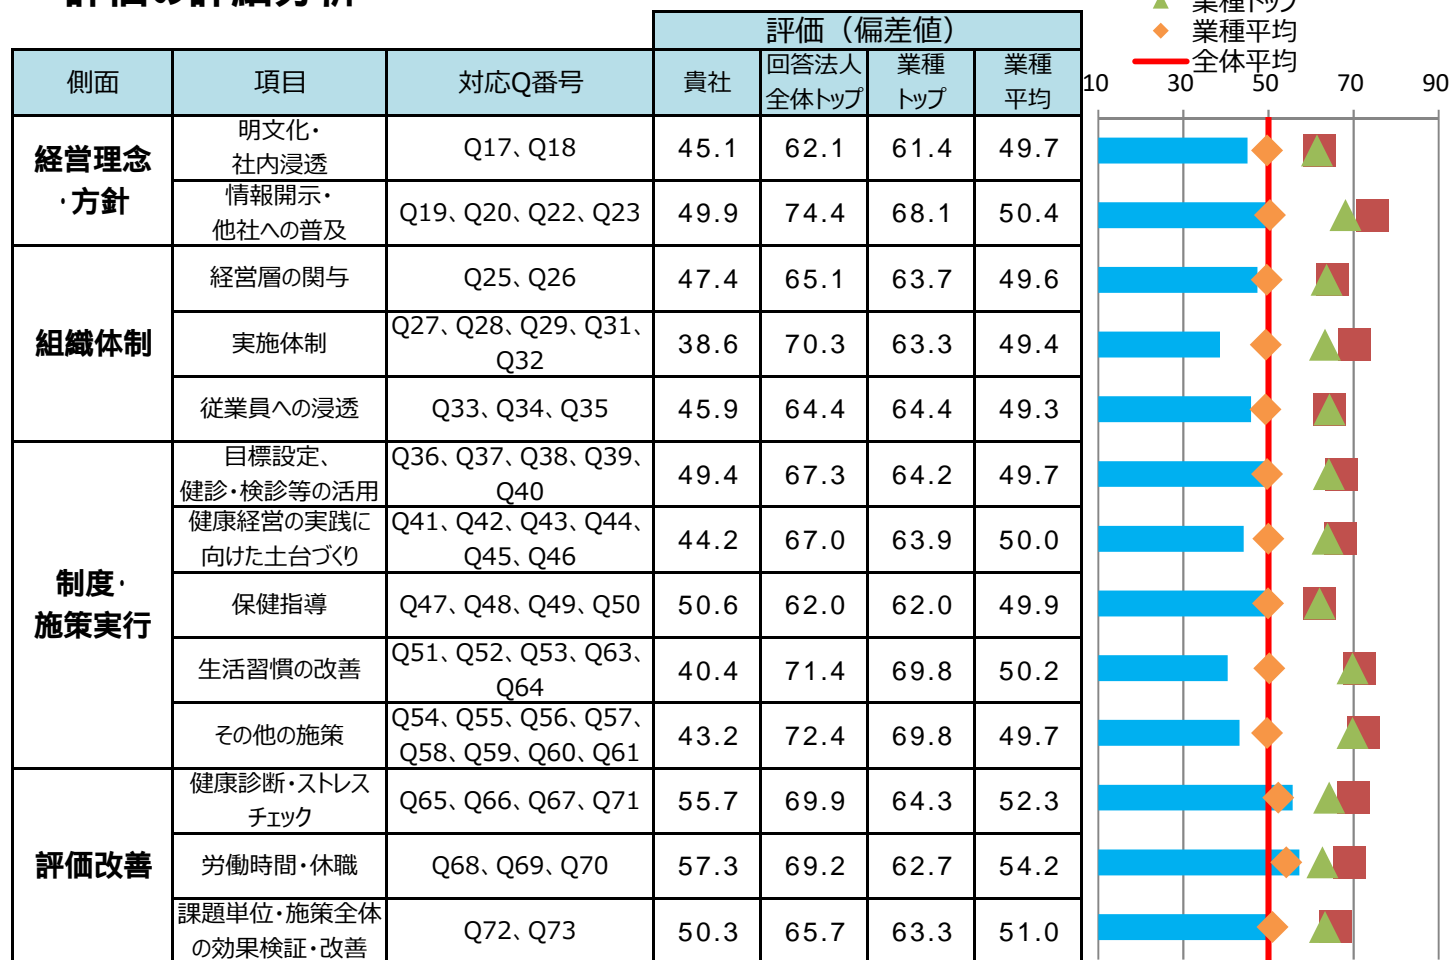 評価の詳細分析
業種トップ
業種平均
全体平均
評価（偏差値）
側面 項目 対応Q番号 貴社 回答法人全体トップ 業種トップ 業種平均
10 30 50 70 90
経営理念・方針
明文化・社内浸透 Q17、Q18 45.1 62.1 61.4 49.7
情報開示・他社への普及 Q19、Q20、Q22、Q23 49.9 74.4 68.1 50.4
組織体制
経営層の関与 Q25、Q26 47.4 65.1 63.7 49.6
実施体制 Q27、Q28、Q29、Q31、Q32 38.6 70.3 63.3 49.4
従業員への浸透 Q33、Q34、Q35 45.9 64.4 64.4 49.3
制度・施策実行
目標設定、健診・検診等の活用 Q36、Q37、Q38、Q39、Q40 49.4 67.3 64.2 49.7
健康経営の実践に向けた土台づくり Q41、Q42、Q43、Q44、Q45、Q46 44.2 67.0 63.9 50.0
保健指導 Q47、Q48、Q49、Q50 50.6 62.0 62.0 49.9
生活習慣の改善 Q51、Q52、Q53、Q63、Q64 40.4 71.4 69.8 50.2
その他の施策 Q54、Q55、Q56、Q57、Q58、Q59、Q60、Q61 43.2 72.4 69.8 49.7
評価改善
健康診断・ストレスチェック Q65、Q66、Q67、Q71 55.7 69.9 64.3 52.3
労働時間・休職 Q68、Q69、Q70 57.3 69.2 62.7 54.2
課題単位・施策全体の効果検証・改善 Q72、Q73 50.3 65.7 63.3 51.0